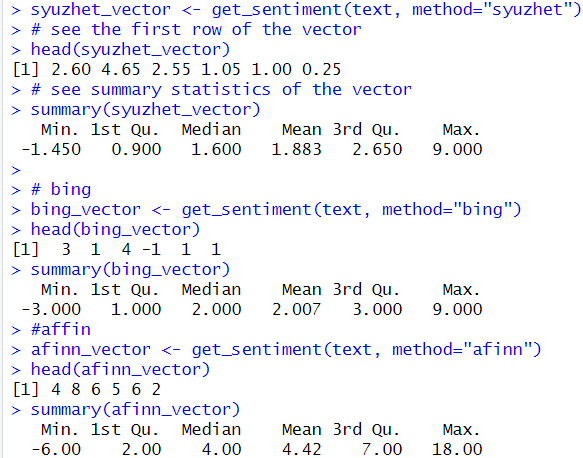 > syuzhet_vector <- get_sentiment(text, method="syuzhet")
> # see the first row of the vector
> head(syuzhet_vector)
[1] 2.60 4.65 2.55 1.05 1.00 0.25
> # see summary statistics of the vector
> summary(syuzhet_vector)
   Min. 1st Qu.  Median    Mean 3rd Qu.    Max.
 -1.450   0.900   1.600   1.883   2.650   9.000
>
> # bing
> bing_vector <- get_sentiment(text, method="bing")
> head(bing_vector)
[1]  3  1  4 -1  1  1
> summary(bing_vector)
   Min. 1st Qu.  Median    Mean 3rd Qu.    Max.
 -3.000   1.000   2.000   2.007   3.000   9.000
> #affin
> afinn_vector <- get_sentiment(text, method="afinn")
> head(afinn_vector)
[1] 4 8 6 5 6 2
> summary(afinn_vector)
   Min. 1st Qu.  Median    Mean 3rd Qu.    Max.
  -6.00    2.00    4.00    4.42    7.00   18.00